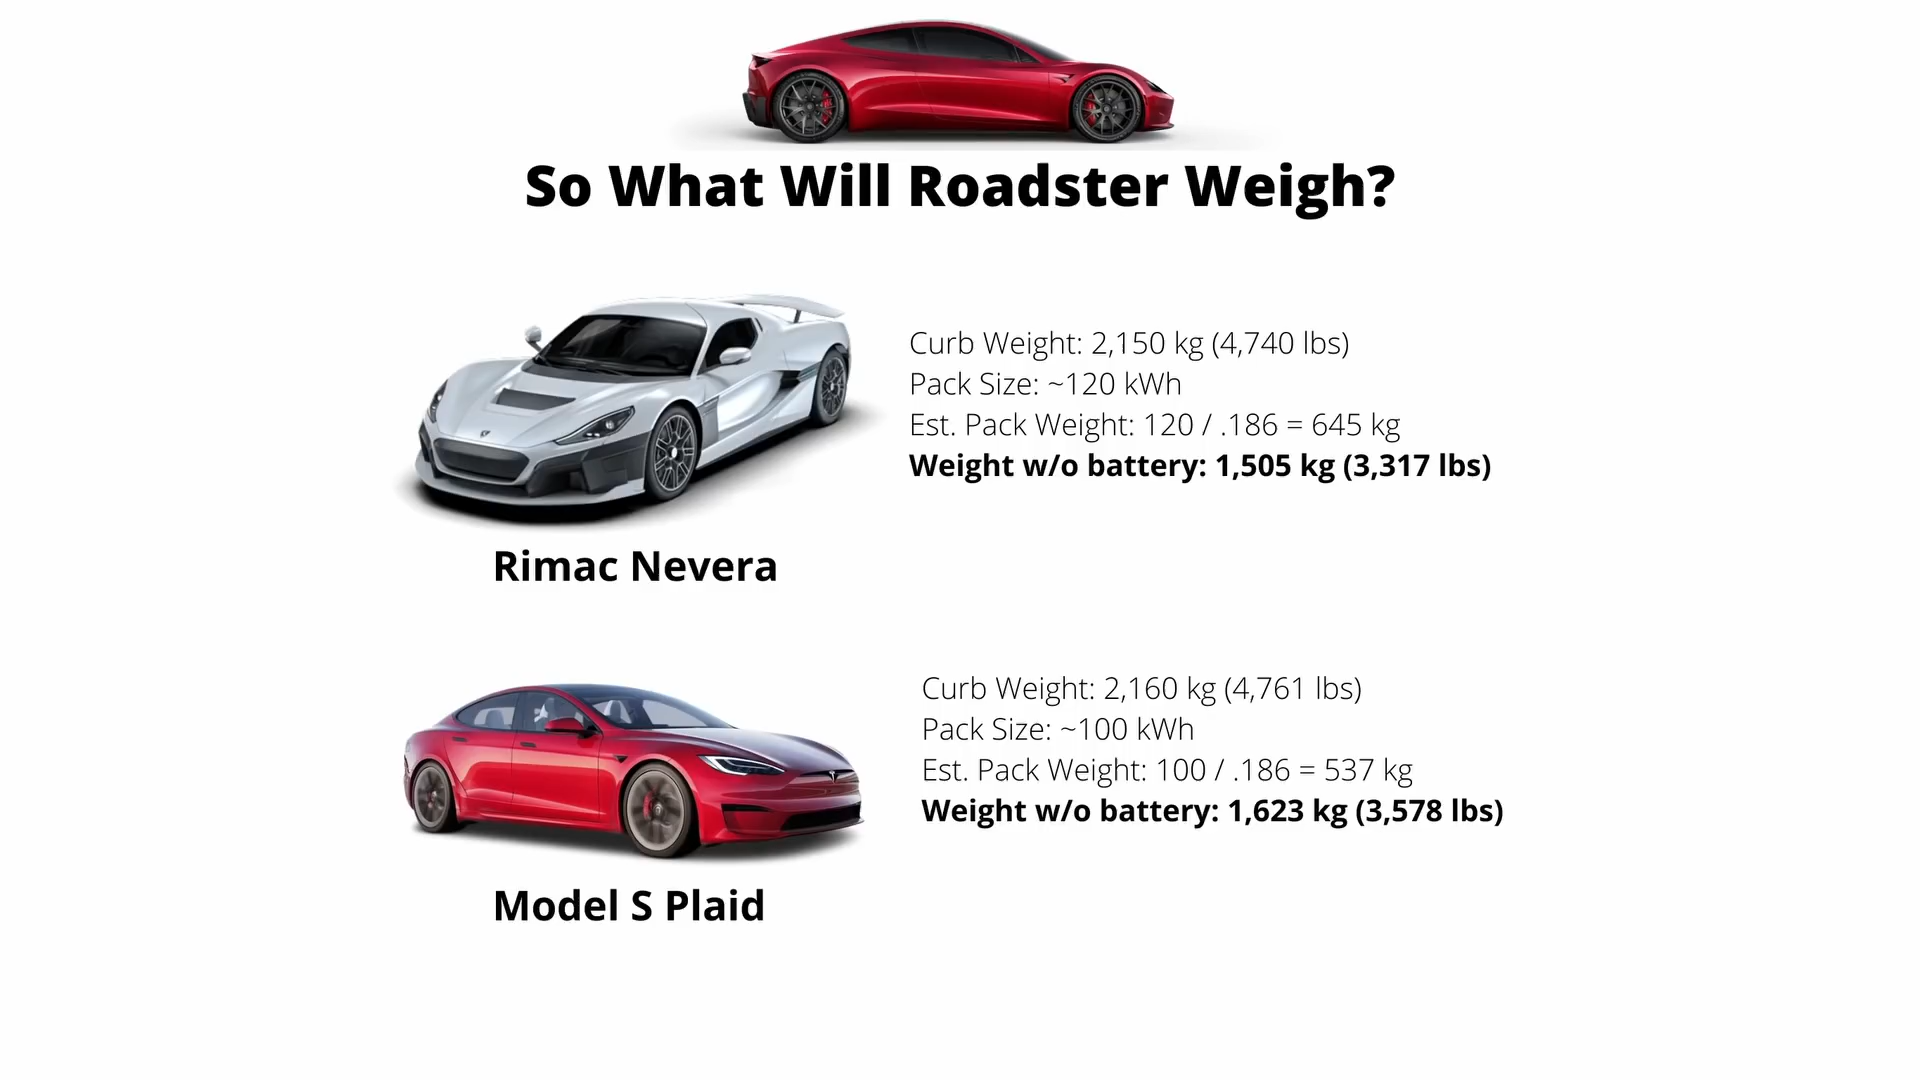 So What Will Roadster Weigh?
Curb Weight: 2,150 kg (4,740 lbs)
Pack Size: ~120 kWh
Est. Pack Weight: 120 / .186 = 645 kg
Weight w/o battery: 1,505 kg (3,317 lbs)
Rimac Nevera
Curb Weight: 2,160 kg (4,761 lbs)
Pack Size: ~100 kWh
Est. Pack Weight: 100 / .186 = 537 kg
Weight w/o battery: 1,623 kg (3,578 lbs)
Model S Plaid